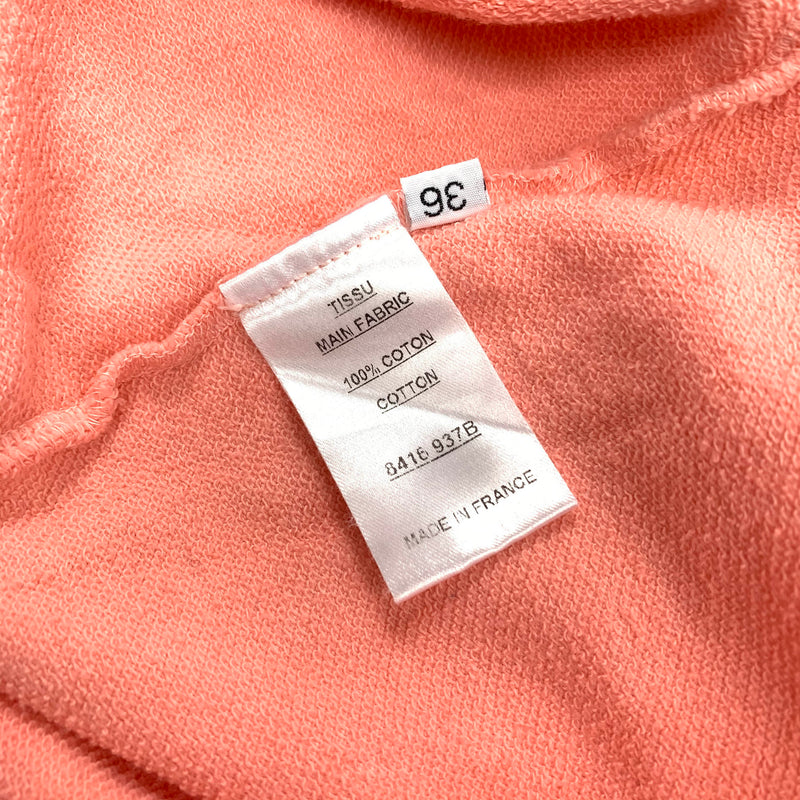 36
TISSU
MAIN FABRIC
100% COTON
COTTON
8416 937B
MADE IN FRANCE